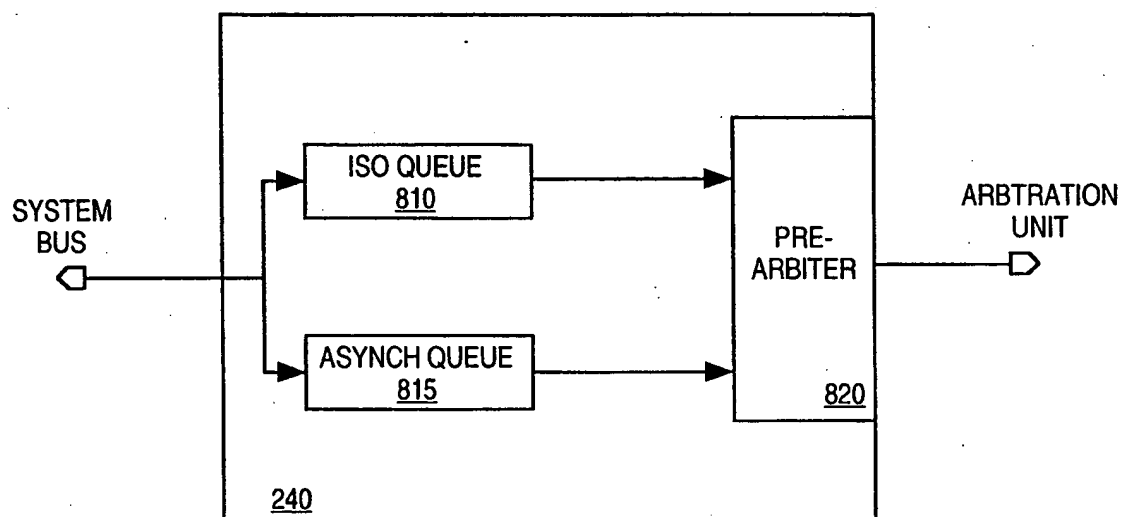 SYSTEM
BUS
ISO QUEUE
810
ASYNCH QUEUE
815
PRE-
ARBITER
820
ARBTRATION
UNIT
240